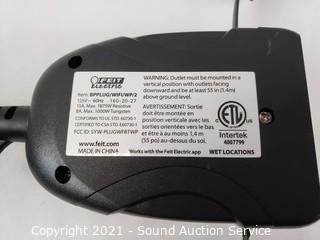 FEIT
ELECTRIC
Item: BPPLUG/WIFI/WP/2
125V~ 60Hz 160-20-27
15A, Max. 1875W Resistive
8A, Max. 1000W Tungsten
CONFORMS TO UL STD. 60730-1
CERTIFIED TO CSA STD. E60730-1
FCC ID: SYW-PLUGWF8TWP
www.feit.com
MADE IN CHINA
WARNING: Outlet must be mounted in a
vertical position with outlets facing
downward and be at least 55 in (1.4m)
above ground level.
AVERTISSEMENT: Sortie
doit être montée en
position verticale avec les
sorties orientées vers le bas
et être à au moins 1,4 m
(55 po) au-dessus du sol.
Works with the Feit Electric app
ETL
Intertek
4007799
WET LOCATIONS
Copyright 2021 - Sound Auction Service